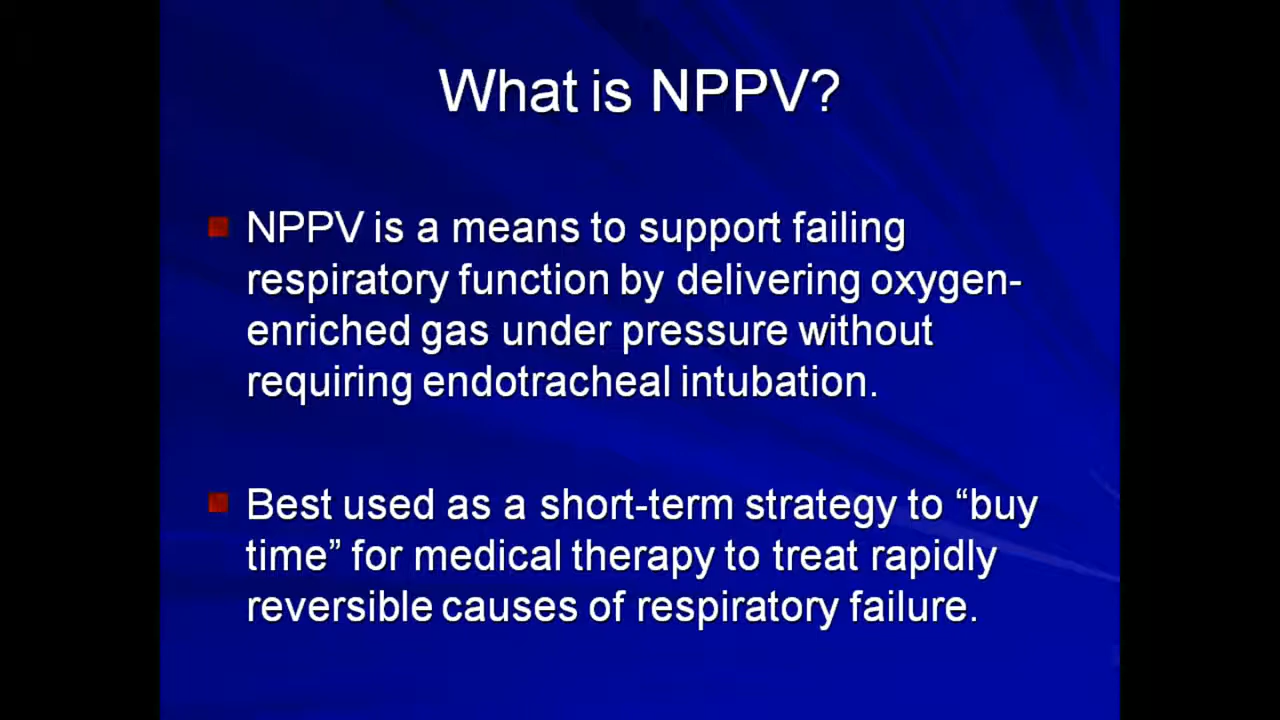 What is NPPV?
NPPV is a means to support failing
respiratory function by delivering oxygen-
enriched gas under pressure without
requiring endotracheal intubation.
Best used as a short-term strategy to “buy
time” for medical therapy to treat rapidly
reversible causes of respiratory failure.